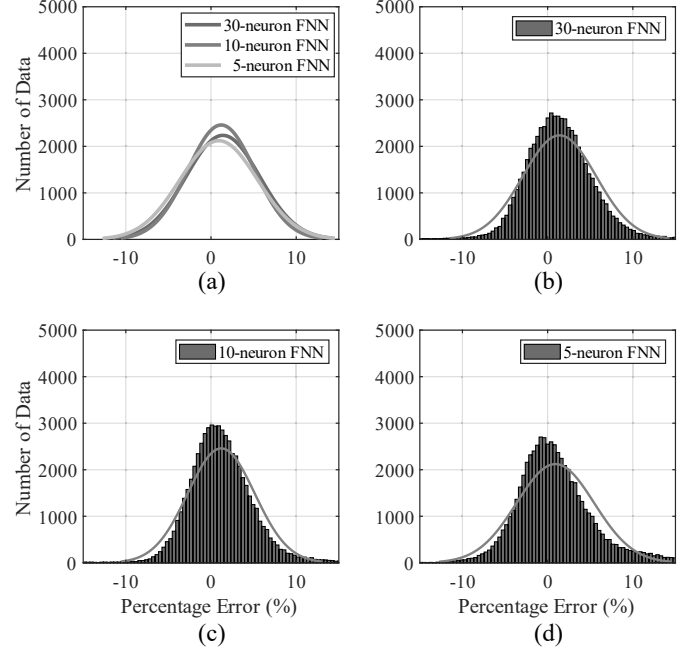 30-neuron FNN
10-neuron FNN
5-neuron FNN
Number of Data
5000
4000
3000
2000
1000
0
-10
0
10
(a)
30-neuron FNN
5000
4000
3000
2000
1000
0
-10
0
10
(b)
10-neuron FNN
Number of Data
5000
4000
3000
2000
1000
0
-10
0
10
Percentage Error (%)
(c)
5-neuron FNN
5000
4000
3000
2000
1000
0
-10
0
10
Percentage Error (%)
(d)